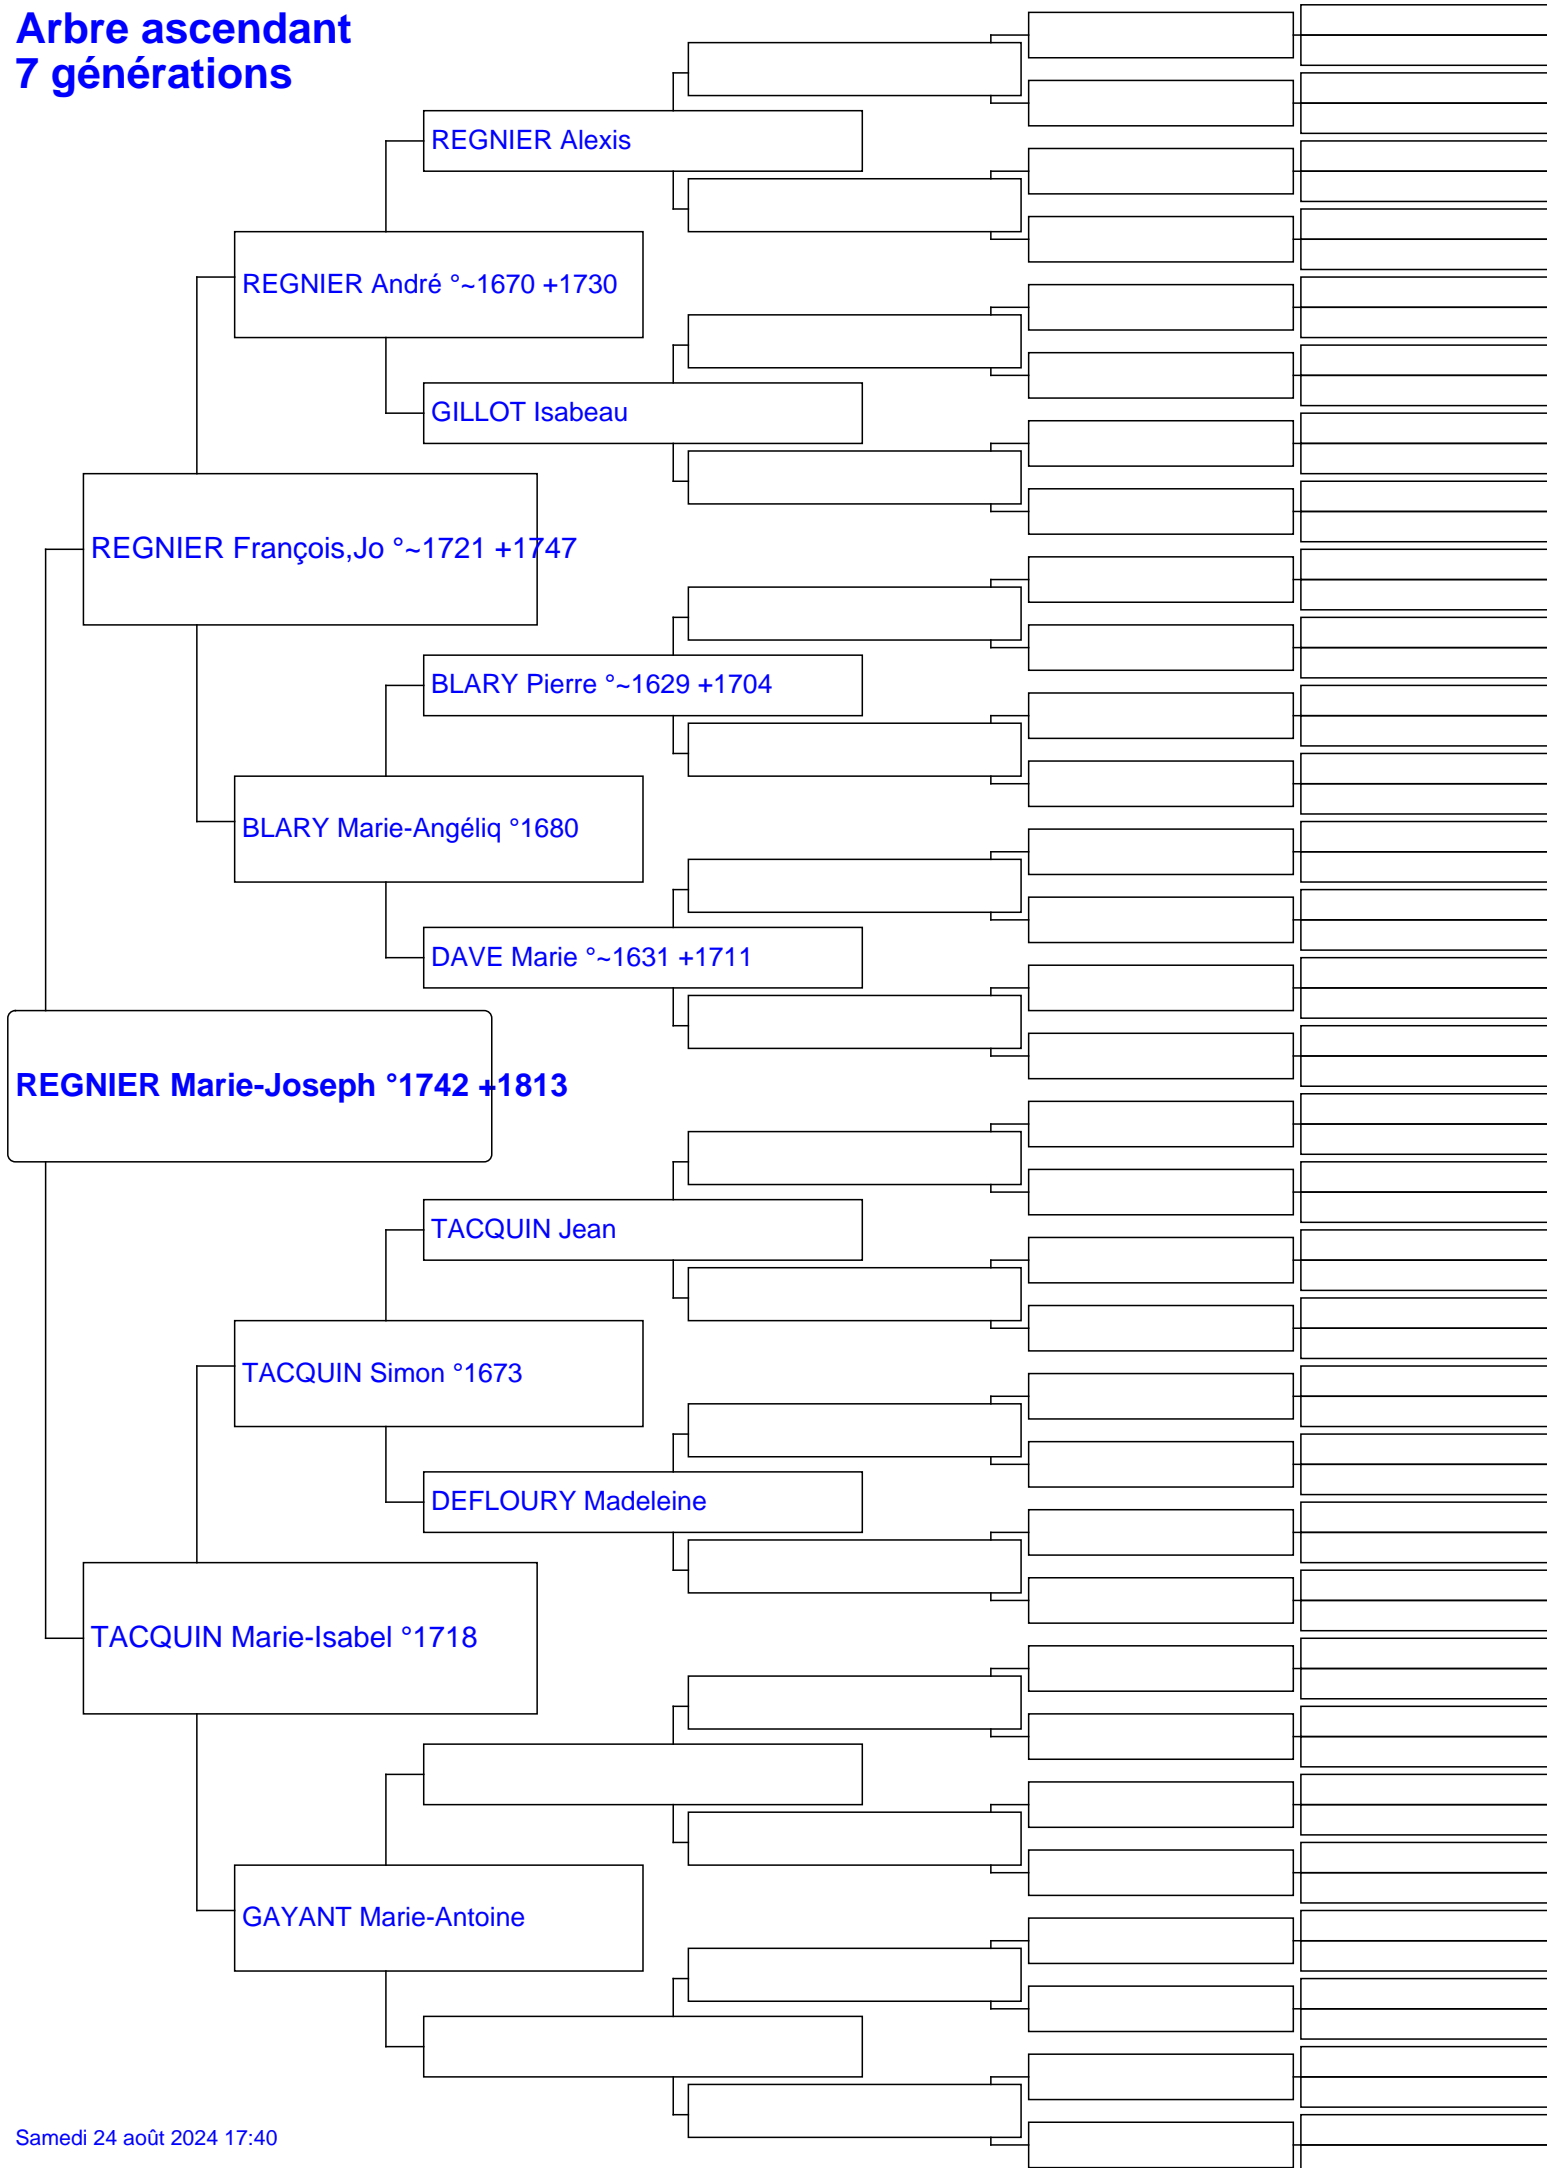 Arbre ascendant
7 générations
REGNIER Alexis
REGNIER André °~1670 +1730
GILLOT Isabeau
REGNIER François,Jo °~1721 +1747
BLARY Pierre °~1629 +1704
BLARY Marie-Angéliq °1680
DAVE Marie °~1631 +1711
REGNIER Marie-Joseph °1742 +1813
TACQUIN Jean
TACQUIN Simon °1673
DEFLOURY Madeleine
TACQUIN Marie-Isabel °1718
GAYANT Marie-Antoine
Samedi 24 août 2024 17:40